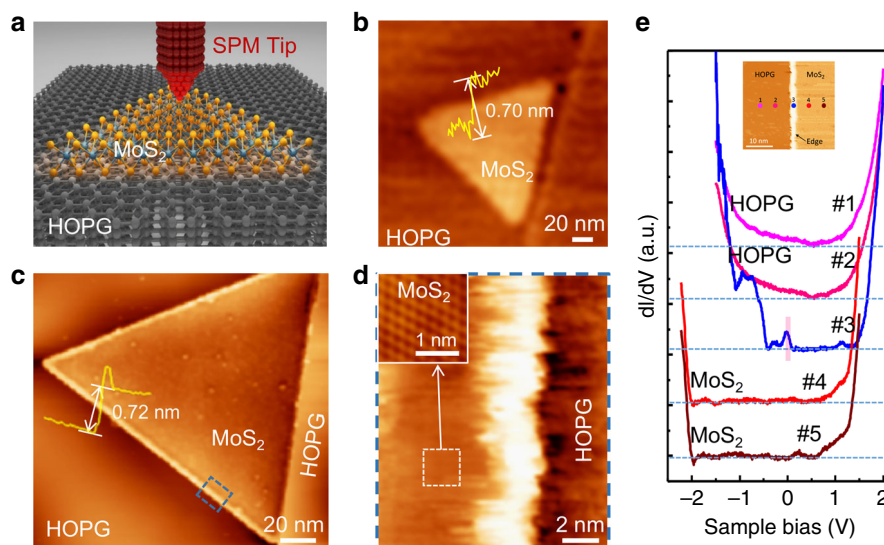 a
SPM Tip
MoS₂
HOPG
b
0.70 nm
MoS₂
20 nm
HOPG
c
0.72 nm
MoS₂
HOPG
HOPG
20 nm
d
MoS₂
1 nm
HOPG
2 nm
e
dI/dV (a.u.)
HOPG
MoS₂
1 2 3 4 5
10 nm
Edge
HOPG #1
HOPG #2
#3
MoS₂ #4
MoS₂ #5
−2 −1 0 1 2
Sample bias (V)